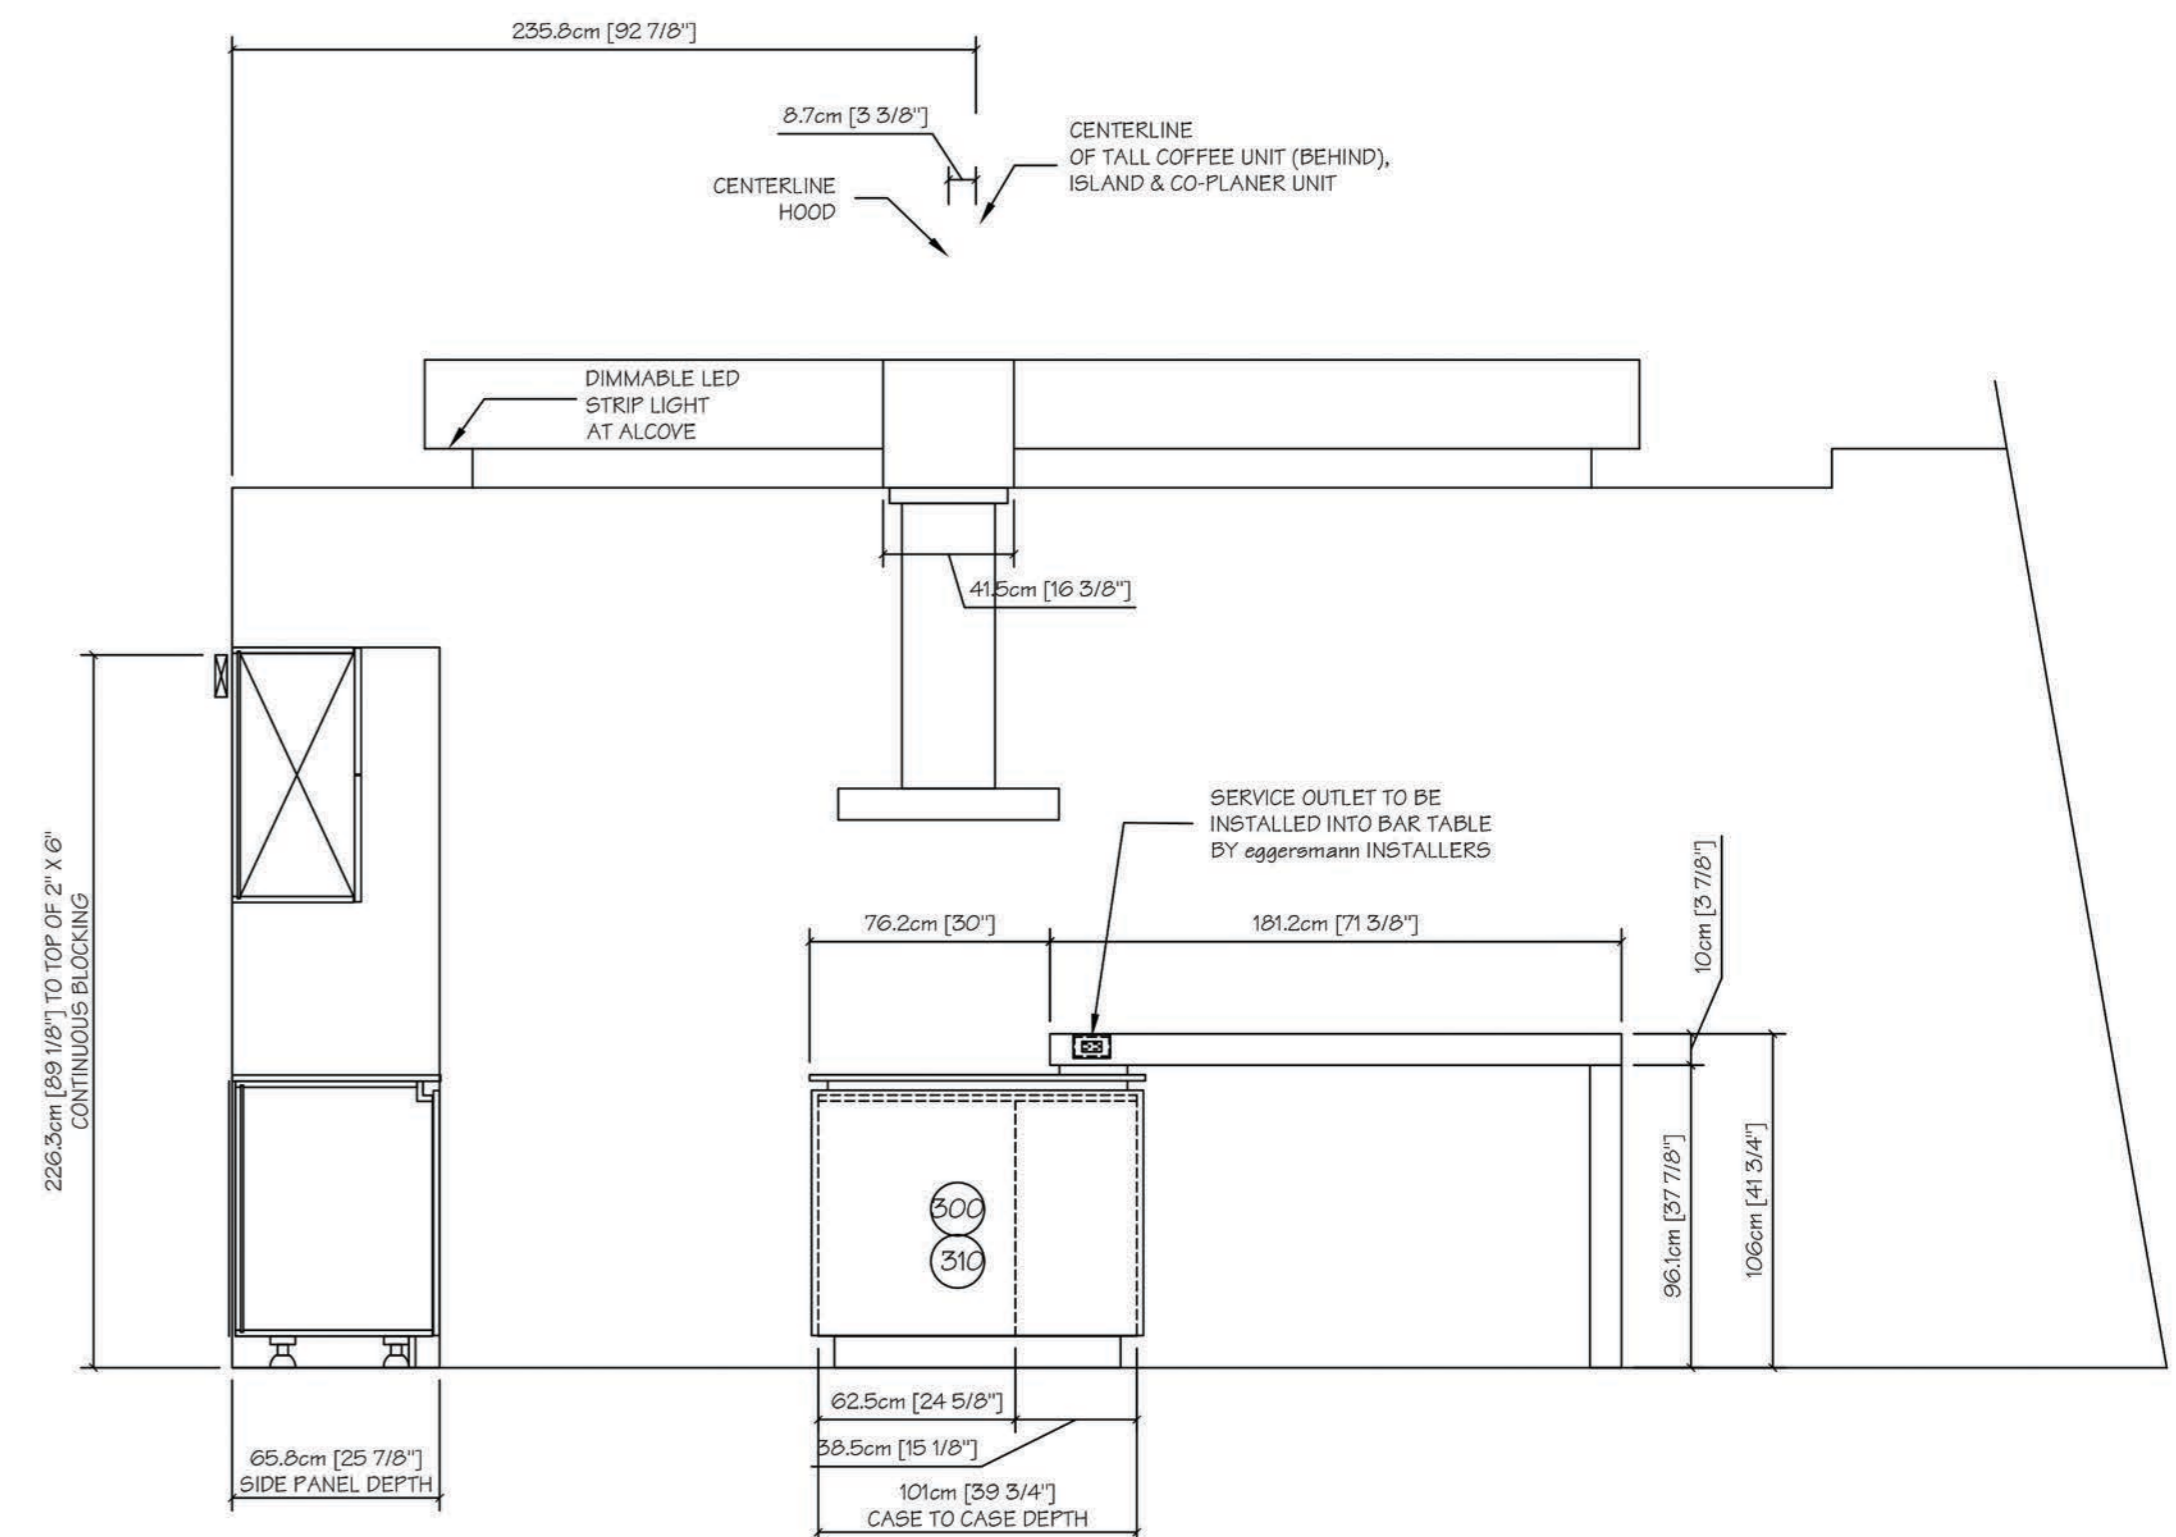 235.8cm [92 7/8"]
8.7cm [3 3/8"]
CENTERLINE
HOOD
CENTERLINE
OF TALL COFFEE UNIT (BEHIND),
ISLAND & CO-PLANER UNIT
DIMMABLE LED
STRIP LIGHT
AT ALCOVE
41.5cm [16 3/8"]
226.3cm [89 1/8"] TO TOP OF 2" X 6"
CONTINUOUS BLOCKING
SERVICE OUTLET TO BE
INSTALLED INTO BAR TABLE
BY eggersmann INSTALLERS
76.2cm [30"]
181.2cm [71 3/8"]
10cm [3 7/8"]
96.1cm [37 7/8"]
106cm [41 3/4"]
300
310
62.5cm [24 5/8"]
38.5cm [15 1/8"]
65.8cm [25 7/8"]
SIDE PANEL DEPTH
101cm [39 3/4"]
CASE TO CASE DEPTH